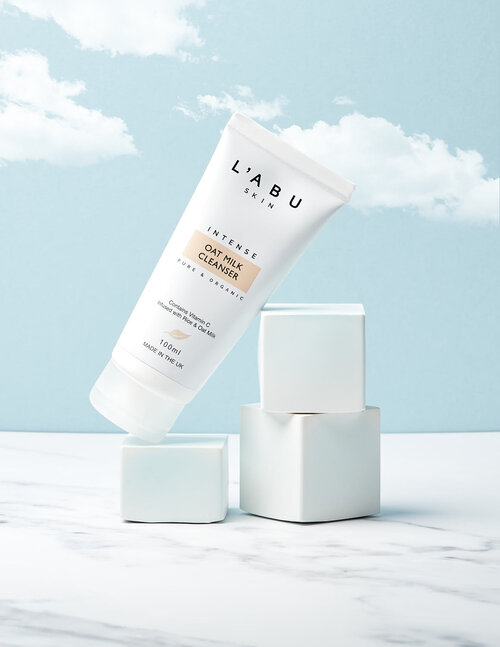 L'ABU
SKIN
INTENSE
OAT MILK
CLEANSER
PURE & ORGANIC
Contains Vitamin C
Infused with Rice & Oat Milk
100ml
MADE IN THE UK